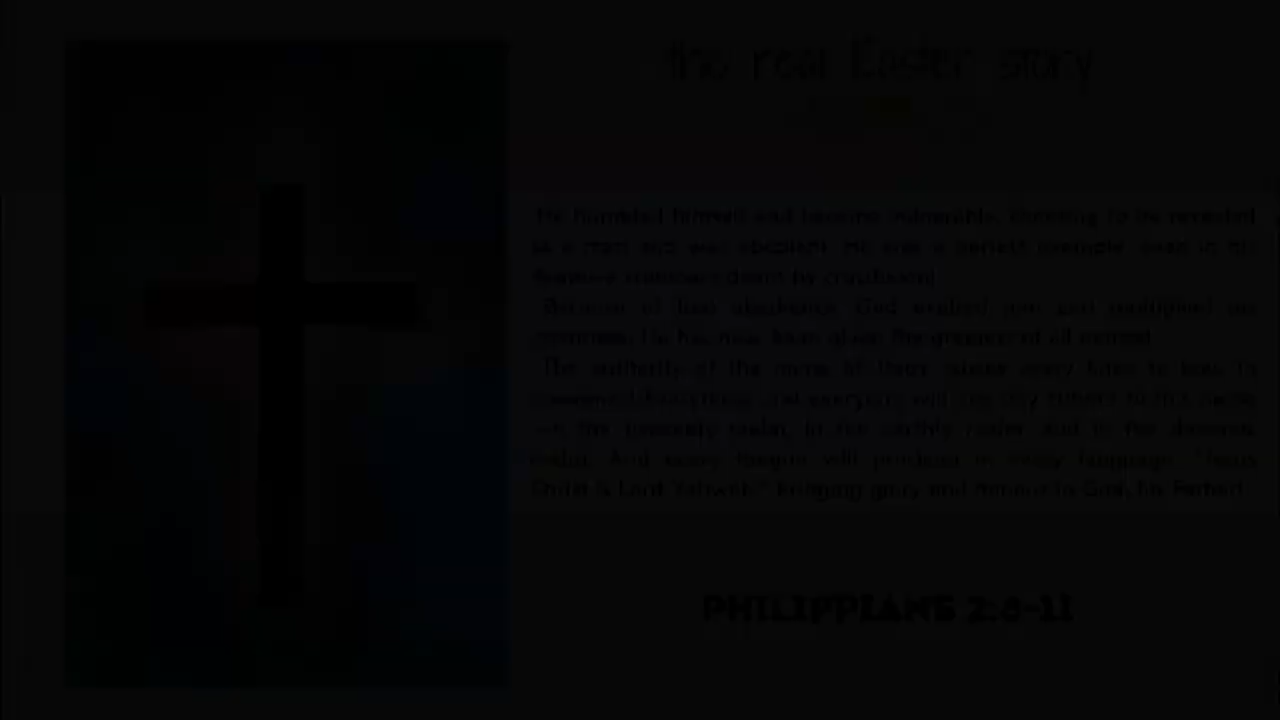 the real Easter story
He humbled himself and became vulnerable, choosing to be revealed
as a man and was obedient. He was a perfect example, even in his
death—a criminal's death by crucifixion!
Because of that obedience, God exalted him and multiplied his
greatness! He has now been given the greatest of all names!
The authority of the name of Jesus causes every knee to bow in
reverence! Everything and everyone will one day submit to this name
—in the heavenly realm, in the earthly realm, and in the demonic
realm. And every tongue will proclaim in every language: "Jesus
Christ is Lord Yahweh," bringing glory and honor to God, his Father!
PHILIPPIANS 2:8-11